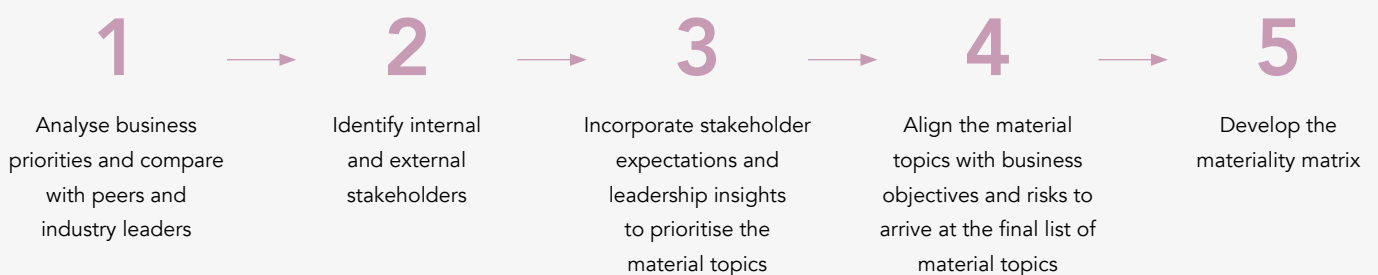 1
Analyse business
priorities and compare
with peers and
industry leaders
2
Identify internal
and external
stakeholders
3
Incorporate stakeholder
expectations and
leadership insights
to prioritise the
material topics
4
Align the material
topics with business
objectives and risks to
arrive at the final list of
material topics
5
Develop the
materiality matrix